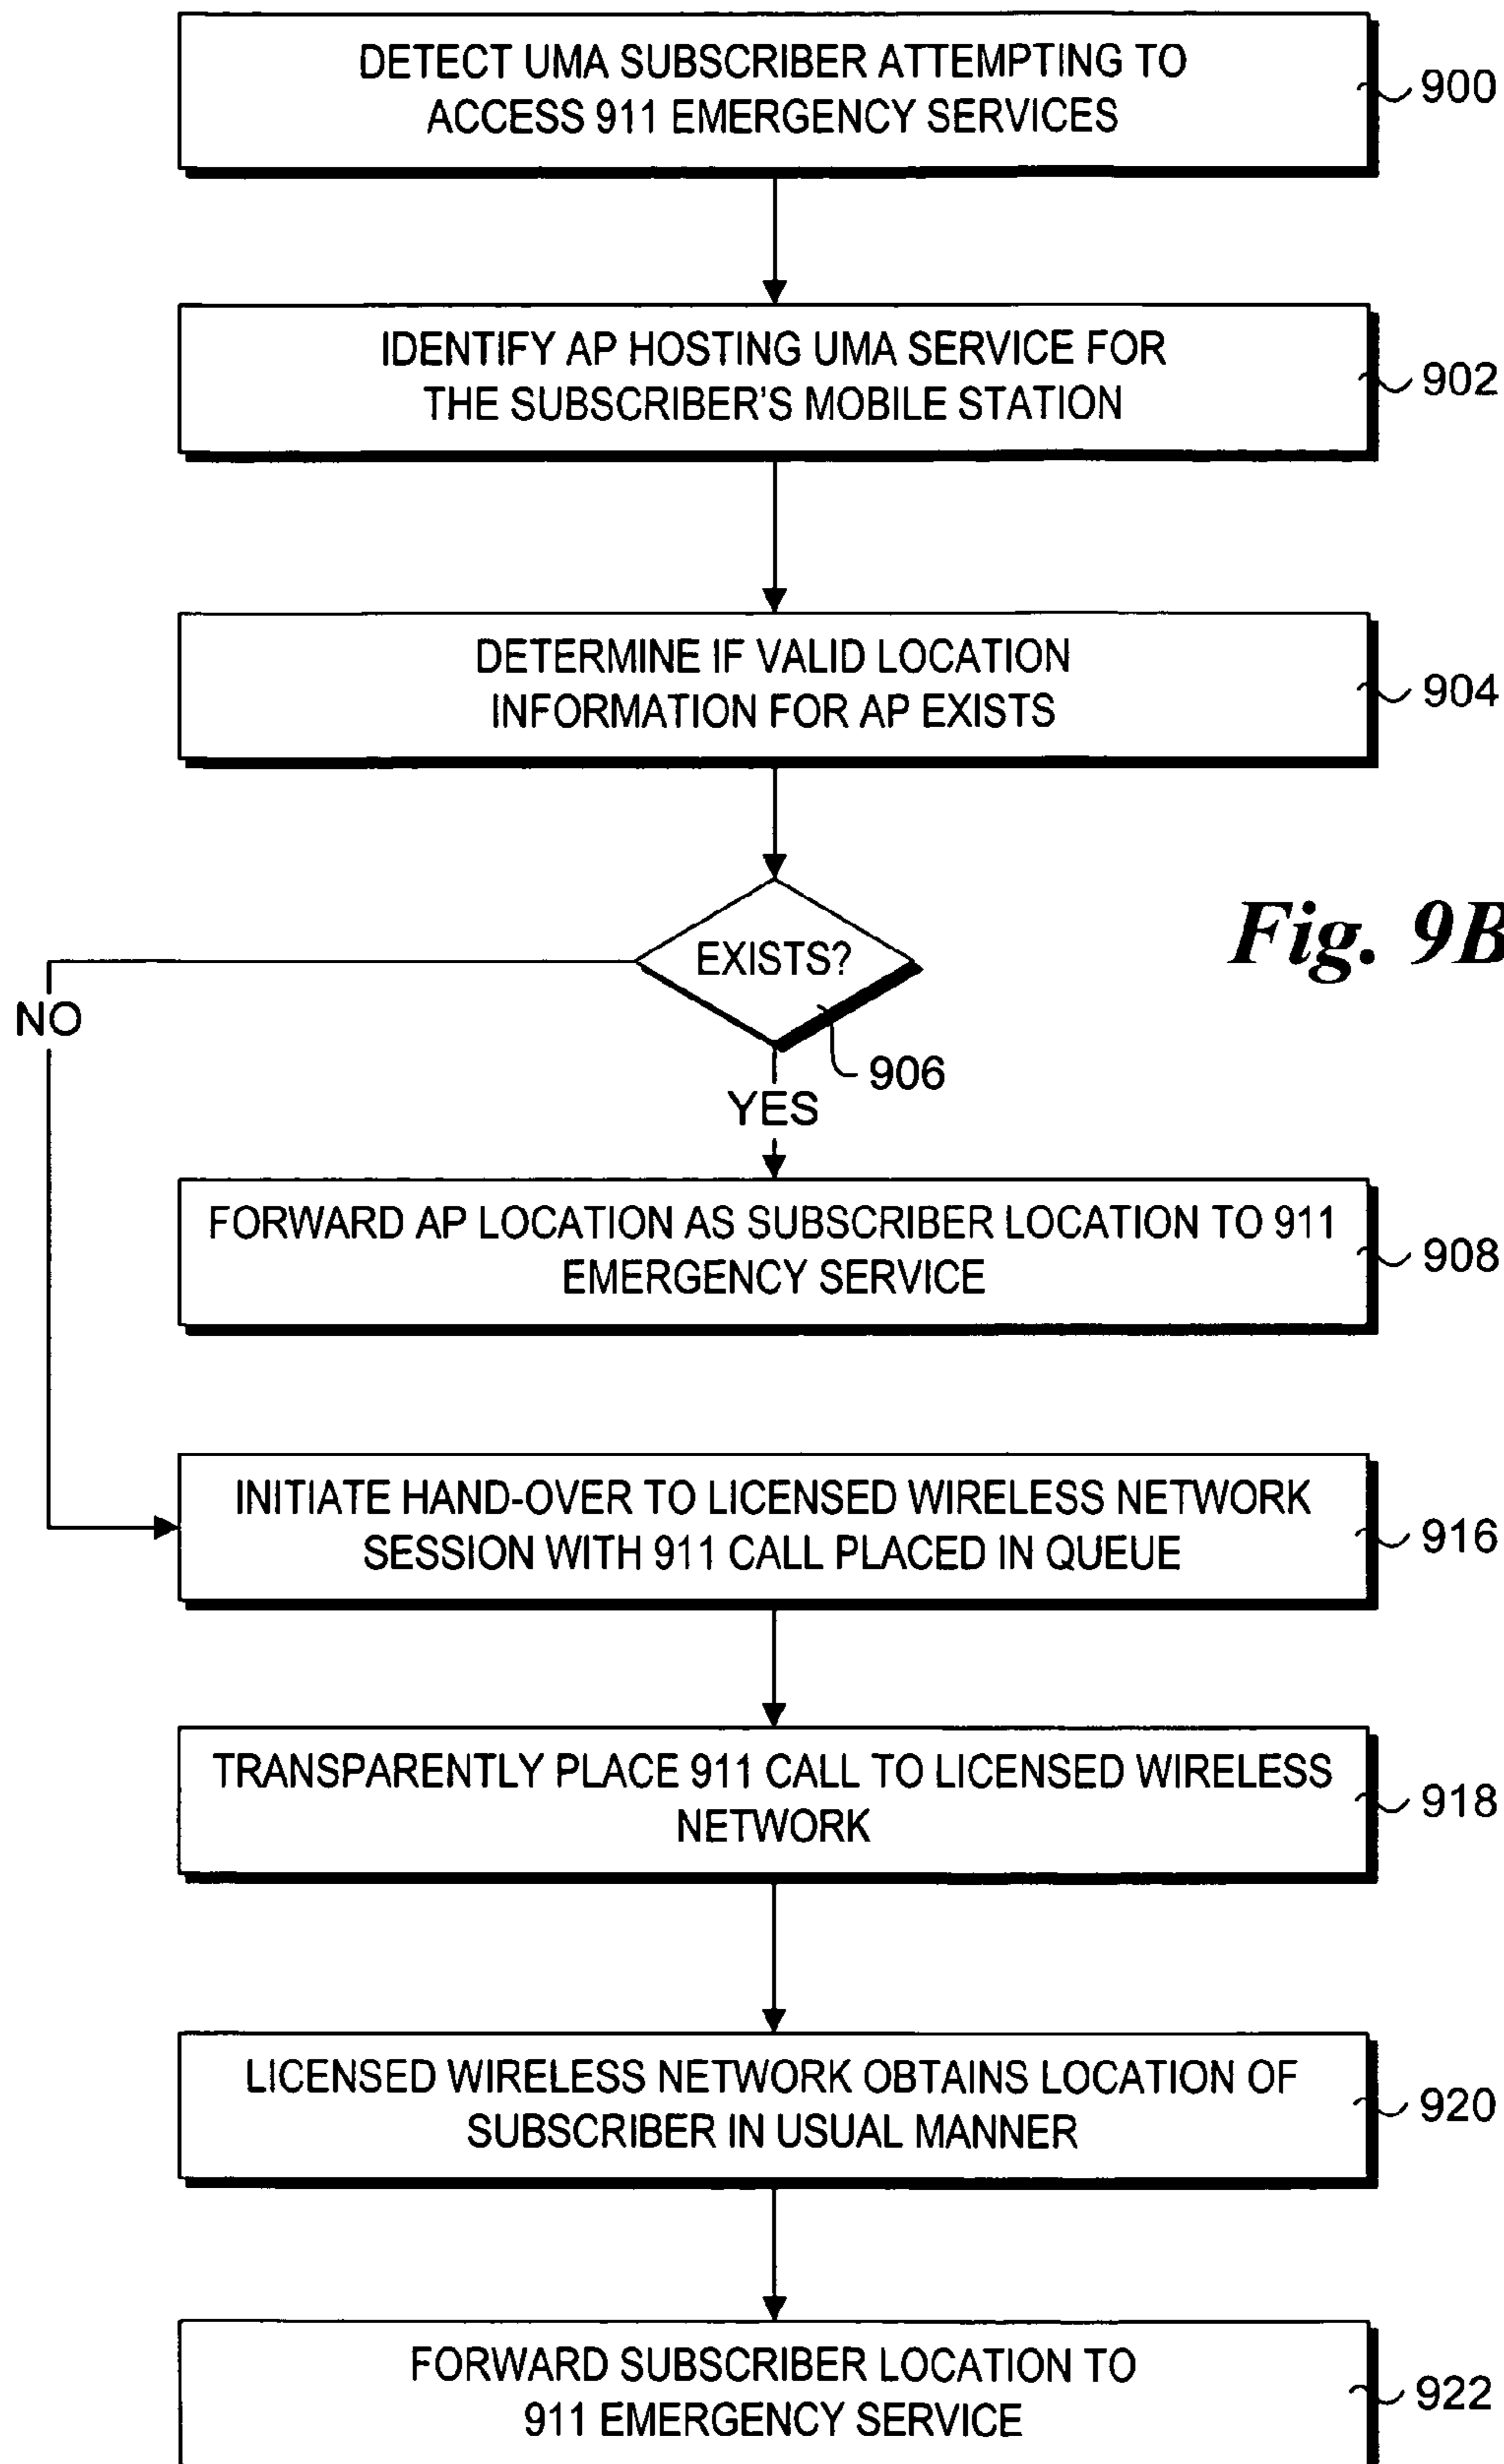 DETECT UMA SUBSCRIBER ATTEMPTING TO
ACCESS 911 EMERGENCY SERVICES
900
IDENTIFY AP HOSTING UMA SERVICE FOR
THE SUBSCRIBER'S MOBILE STATION
902
DETERMINE IF VALID LOCATION
INFORMATION FOR AP EXISTS
904
EXISTS?
Fig. 9B
NO
906
YES
FORWARD AP LOCATION AS SUBSCRIBER LOCATION TO 911
EMERGENCY SERVICE
908
INITIATE HAND-OVER TO LICENSED WIRELESS NETWORK
SESSION WITH 911 CALL PLACED IN QUEUE
916
TRANSPARENTLY PLACE 911 CALL TO LICENSED WIRELESS
NETWORK
918
LICENSED WIRELESS NETWORK OBTAINS LOCATION OF
SUBSCRIBER IN USUAL MANNER
920
FORWARD SUBSCRIBER LOCATION TO
911 EMERGENCY SERVICE
922